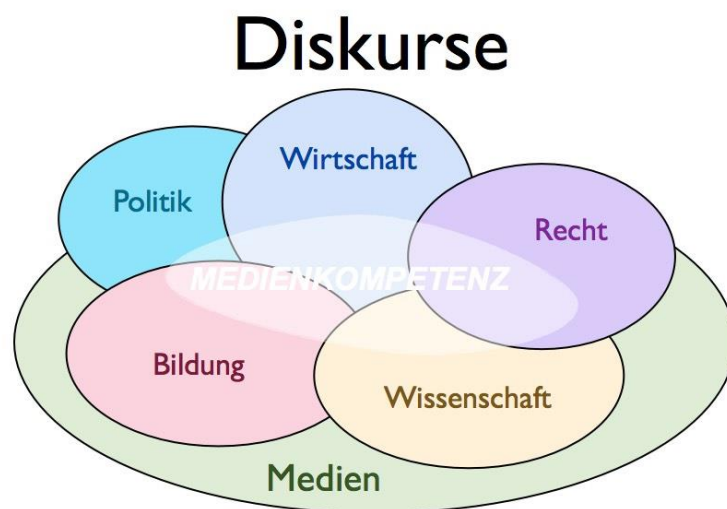 Diskurse
Wirtschaft
Politik
Recht
MEDIENKOMPETENZ
Bildung
Wissenschaft
Medien